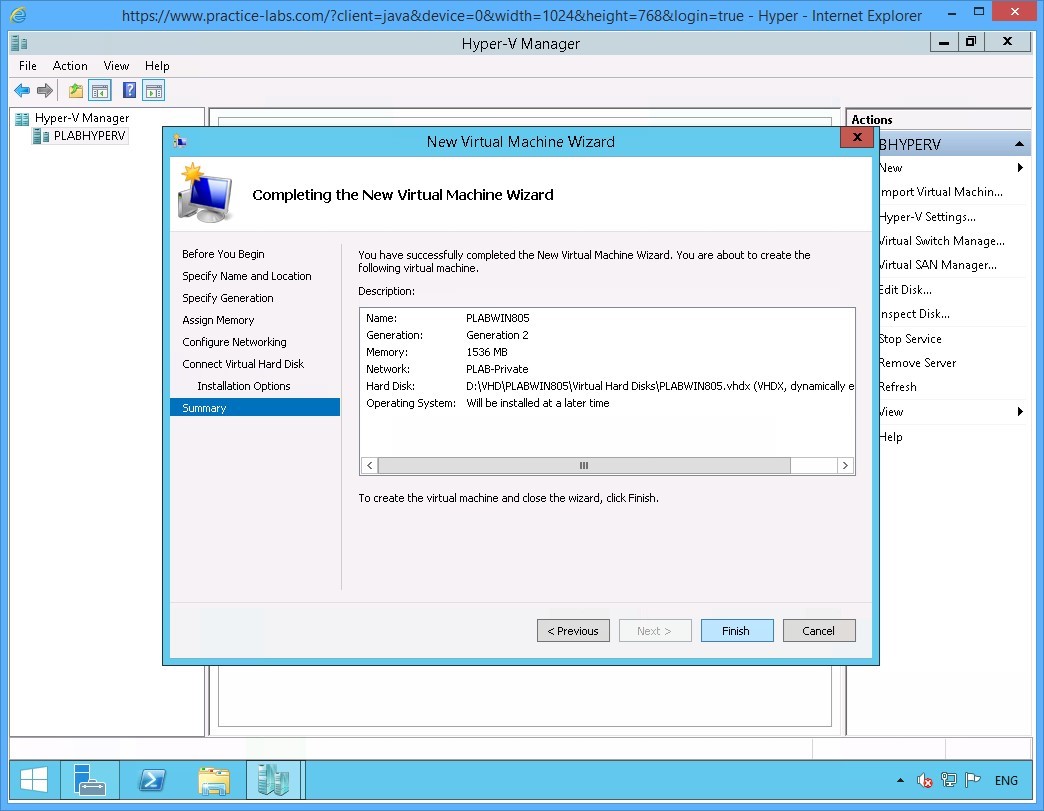 https://www.practice-labs.com/?client=java&device=0&width=1024&height=768&login=true - Hyper - Internet Explorer
Hyper-V Manager
File Action View Help
Hyper-V Manager
PLABHYPERV
Actions
BHYPERV
New
mport Virtual Machin...
Hyper-V Settings...
Virtual Switch Manage...
Virtual SAN Manager...
Edit Disk...
nspect Disk...
Stop Service
Remove Server
Refresh
View
Help
New Virtual Machine Wizard
Completing the New Virtual Machine Wizard
Before You Begin
Specify Name and Location
Specify Generation
Assign Memory
Configure Networking
Connect Virtual Hard Disk
Installation Options
Summary
You have successfully completed the New Virtual Machine Wizard. You are about to create the
following virtual machine.
Description:
Name: PLABWIN805
Generation: Generation 2
Memory: 1536 MB
Network: PLAB-Private
Hard Disk: D:\VHD\PLABWIN805\Virtual Hard Disks\PLABWIN805.vhdx (VHDX, dynamically e
Operating System: Will be installed at a later time
To create the virtual machine and close the wizard, click Finish.
< Previous Next > Finish Cancel
ENG